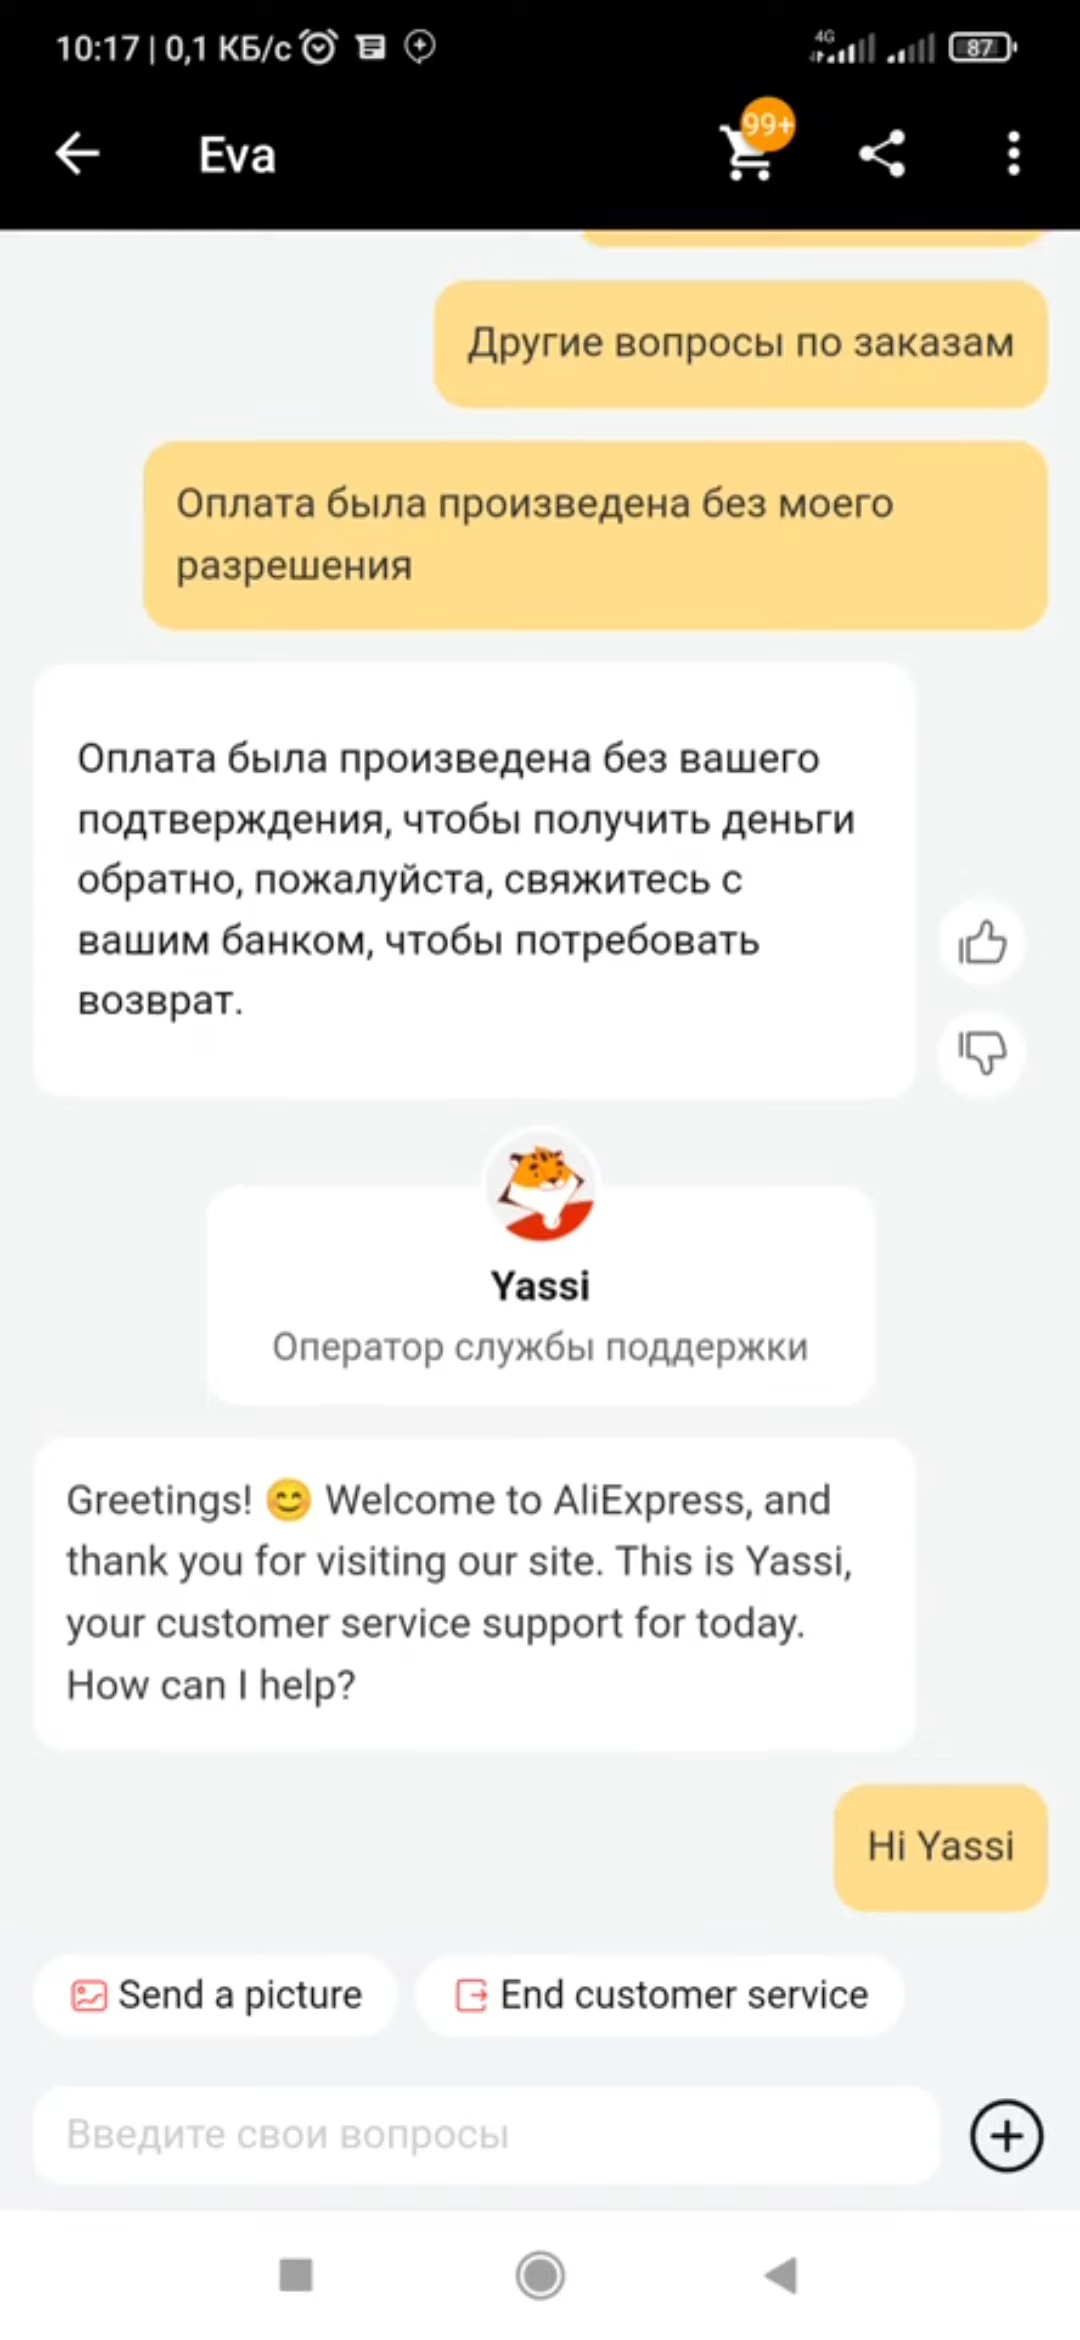 10:17 | 0,1 КБ/с
4G
87
Eva
99+
Другие вопросы по заказам
Оплата была произведена без моего
разрешения
Оплата была произведена без вашего
подтверждения, чтобы получить деньги
обратно, пожалуйста, свяжитесь с
вашим банком, чтобы потребовать
возврат.
Yassi
Оператор службы поддержки
Greetings! 😊 Welcome to AliExpress, and
thank you for visiting our site. This is Yassi,
your customer service support for today.
How can I help?
Hi Yassi
Send a picture
End customer service
Введите свои вопросы